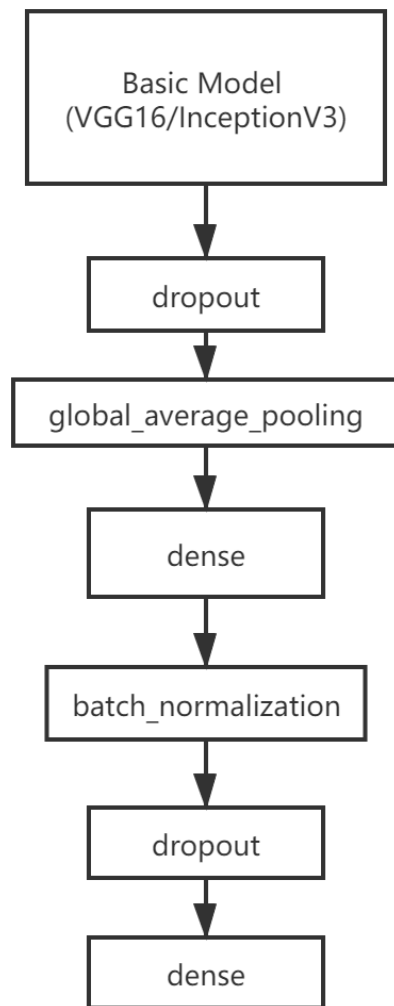 Basic Model
(VGG16/InceptionV3)
dropout
global_average_pooling
dense
batch_normalization
dropout
dense